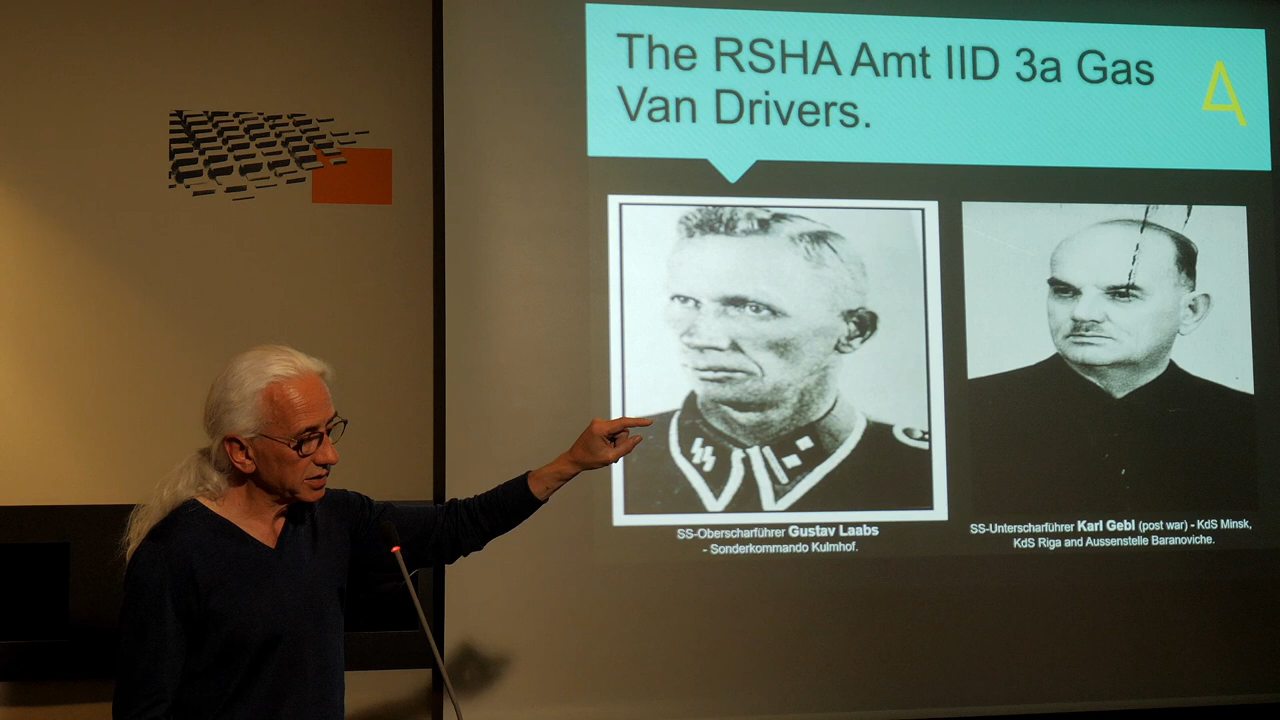 The RSHA Amt IID 3a Gas
Van Drivers.
SS-Oberscharführer Gustav Laabs
- Sonderkommando Kulmhof.
SS-Unterscharführer Karl Gebl (post war) - KdS Minsk,
KdS Riga and Aussenstelle Baranoviche.